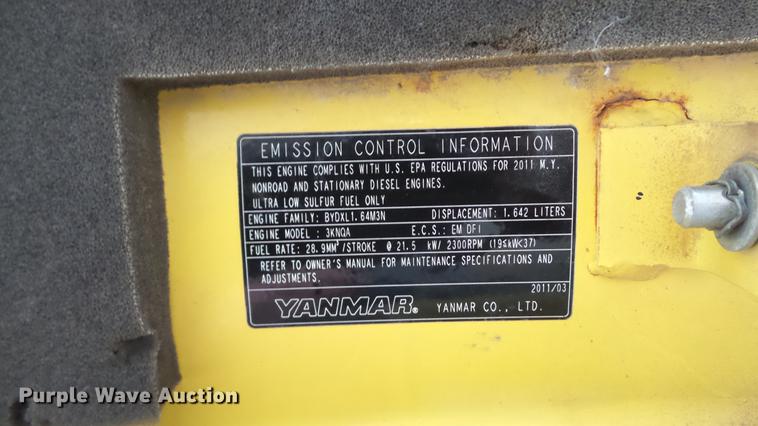 EMISSION CONTROL INFORMATION
THIS ENGINE COMPLIES WITH U.S. EPA REGULATIONS FOR 2011 M.Y.
NONROAD AND STATIONARY DIESEL ENGINES.
ULTRA LOW SULFUR FUEL ONLY
ENGINE FAMILY: BYDXL1.64M3N DISPLACEMENT: 1.642 LITERS
ENGINE MODEL : 3KNQA E.C.S.: EM DFI
FUEL RATE: 28.9MM³/STROKE @ 21.5 kW/ 2300RPM (19≤kW<37)
REFER TO OWNER'S MANUAL FOR MAINTENANCE SPECIFICATIONS AND
ADJUSTMENTS.
2011/03
YANMAR® YANMAR CO., LTD.
Purple Wave Auction®